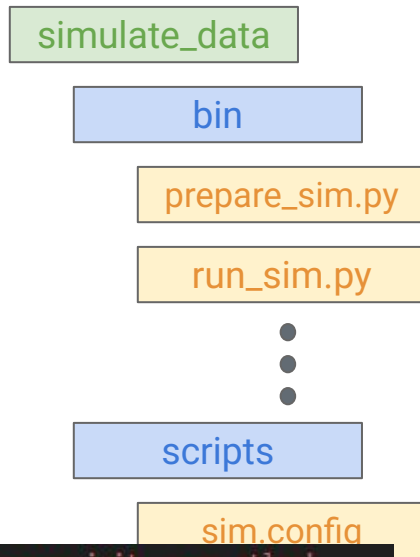 simulate_data
bin
prepare_sim.py
run_sim.py
scripts
sim.config